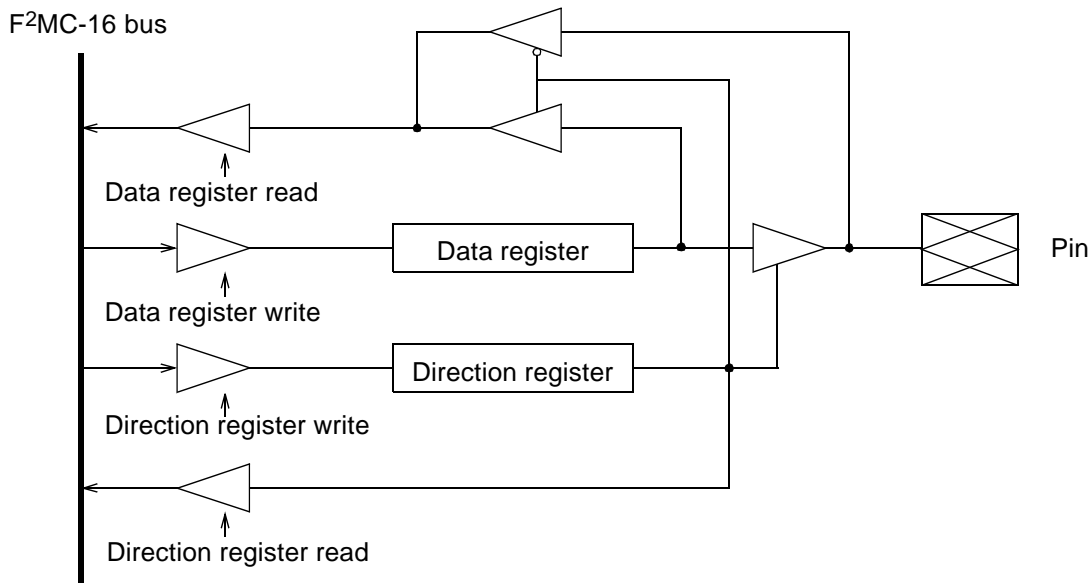 F²MC-16 bus
Data register read
Data register
Pin
Data register write
Direction register
Direction register write
Direction register read